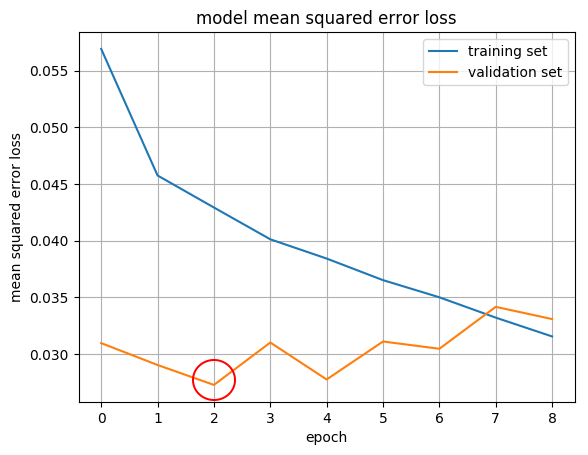 model mean squared error loss
training set
validation set
mean squared error loss
0.055
0.050
0.045
0.040
0.035
0.030
0 1 2 3 4 5 6 7 8
epoch